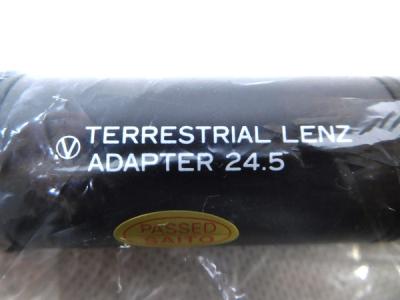 TERRESTRIAL LENZ
ADAPTER 24.5
PASSED
SAITO